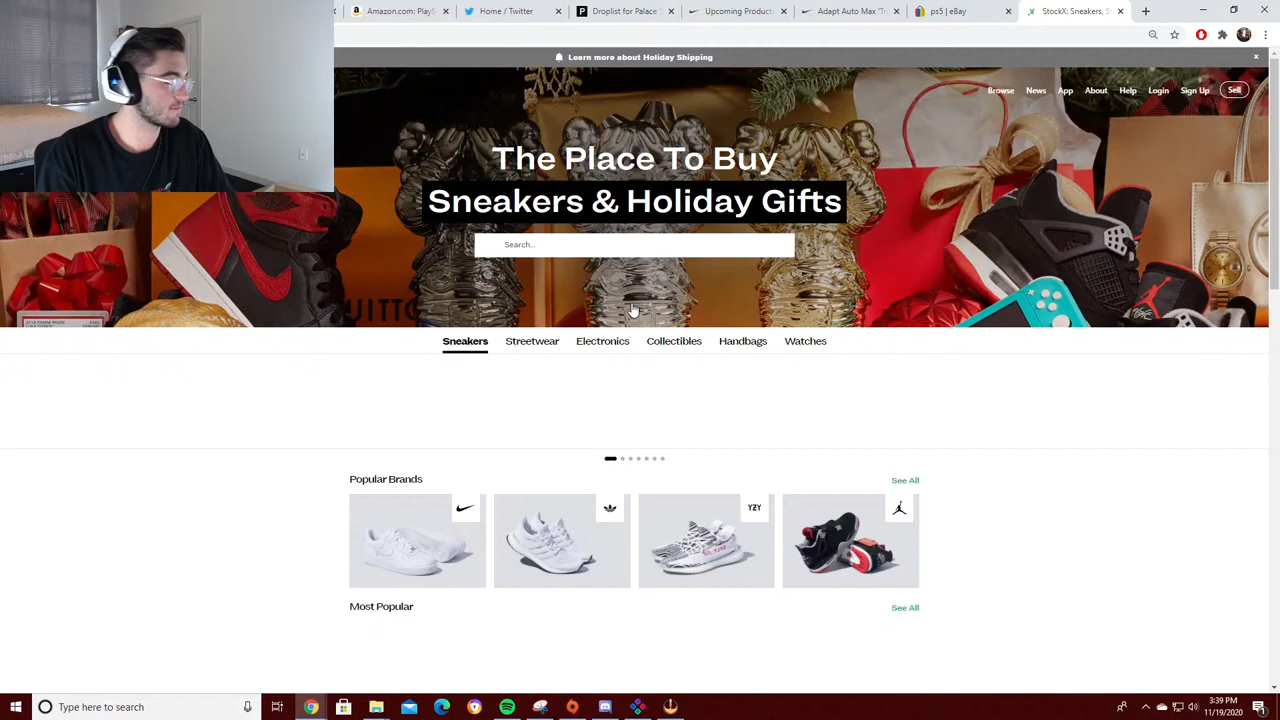 Amazon.com: PlayS
Home / Twitter
Droplist for Palace
Upcoming Produc
Adapt Auto Max 'T
ps5 | eBay
StockX: Sneakers, S
Learn more about Holiday Shipping
Browse News App About Help Login Sign Up Sell
The Place To Buy
Sneakers & Holiday Gifts
Search...
Sneakers Streetwear Electronics Collectibles Handbags Watches
Popular Brands See All
YZY
Most Popular See All
Type here to search
3:39 PM
11/19/2020